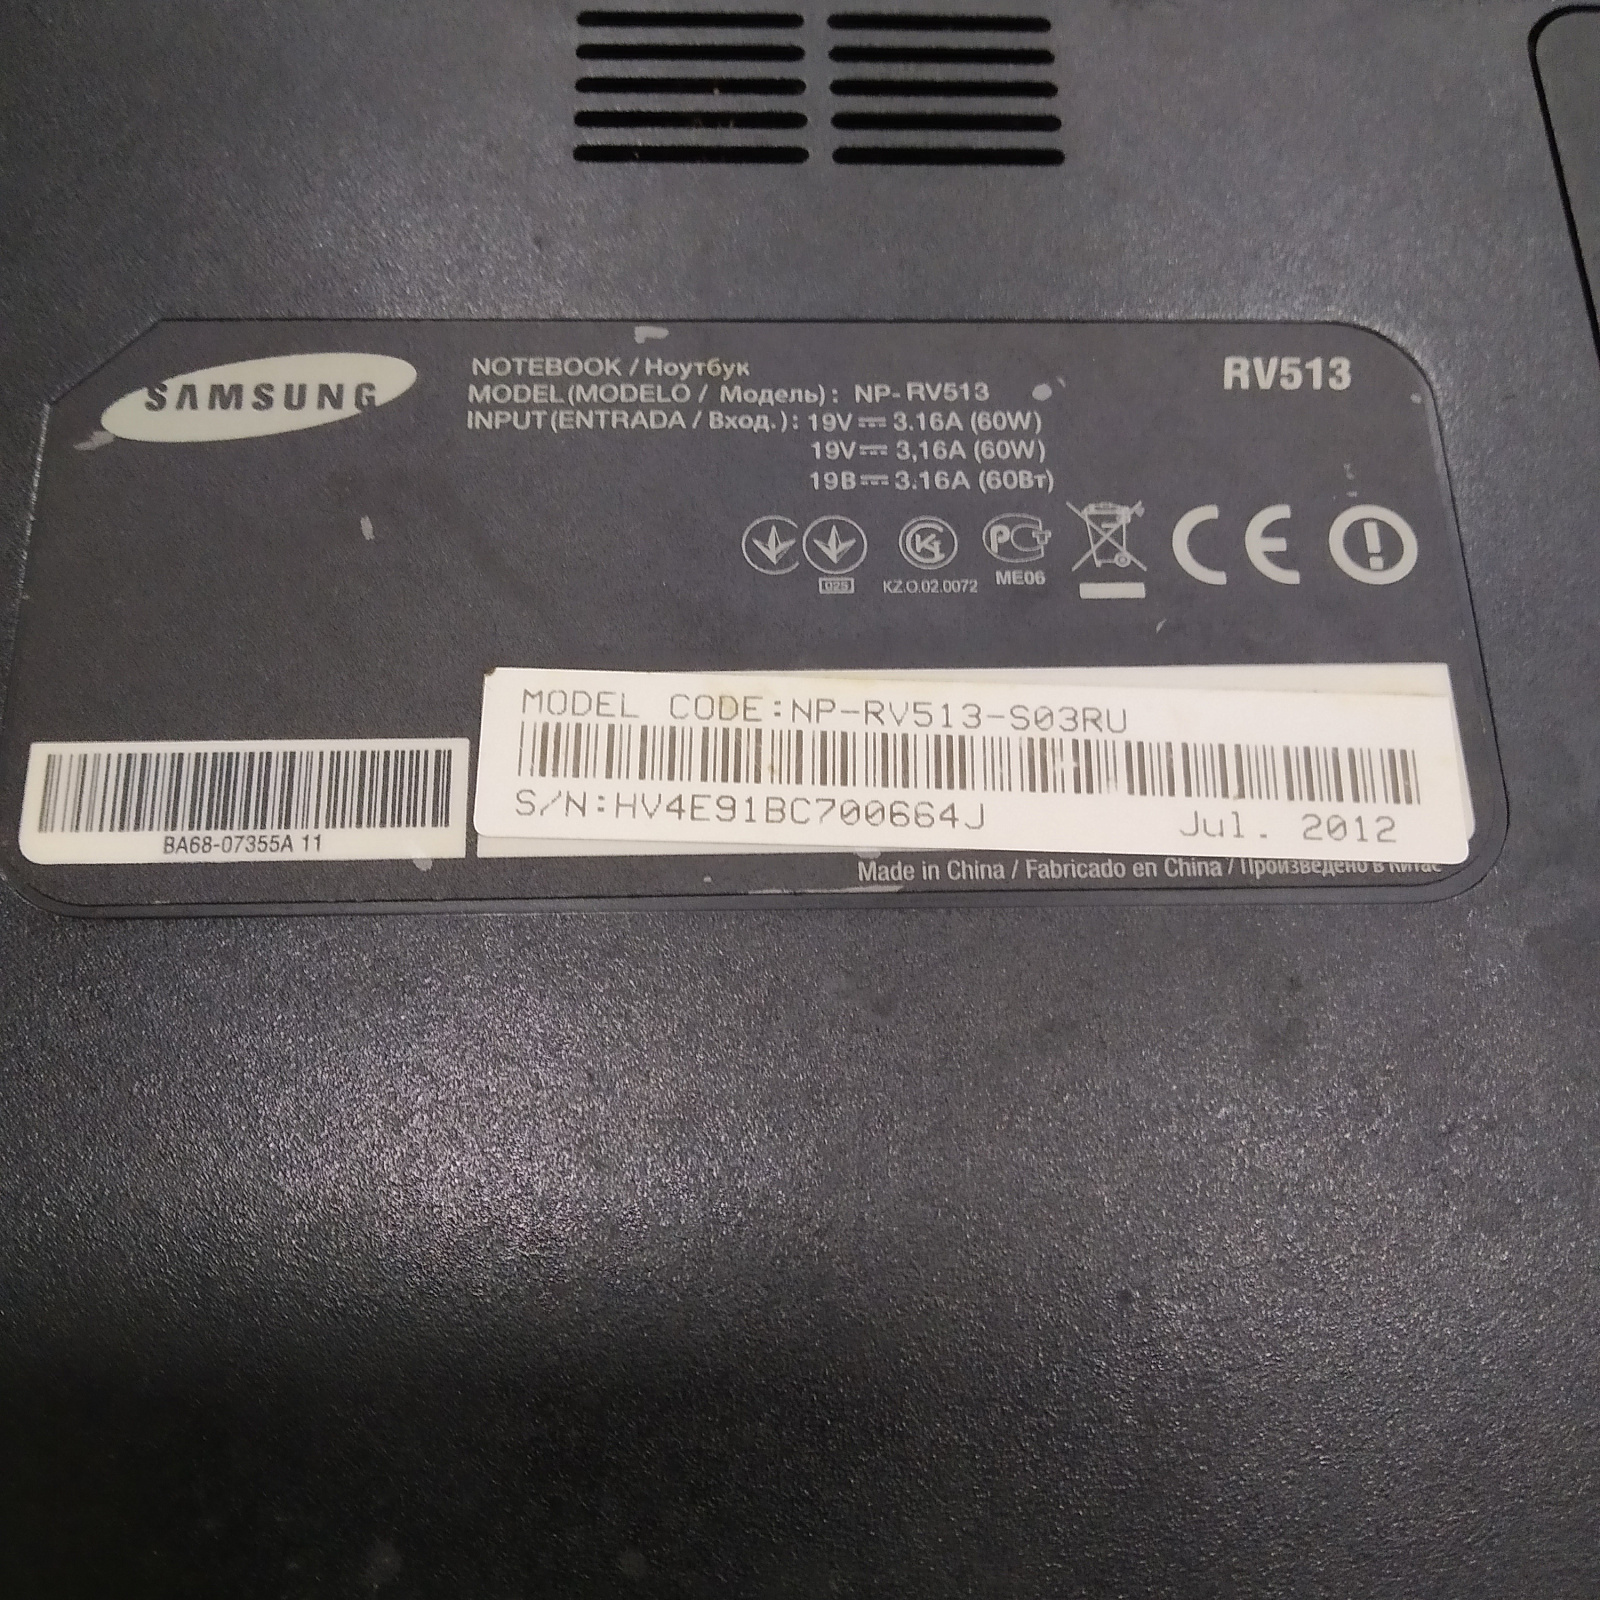 SAMSUNG
NOTEBOOK / Ноутбук
RV513
MODEL(MODELO / Модель): NP-RV513
INPUT(ENTRADA / Вход.): 19V ⎓ 3.16A (60W)
19V ⎓ 3,16A (60W)
19В ⎓ 3.16A (60Вт)
025
KZ.O.02.0072
ME06
MODEL CODE:NP-RV513-S03RU
S/N:HV4E91BC700664J
Jul. 2012
BA68-07355A 11
Made in China / Fabricado en China / Произведено в Китае